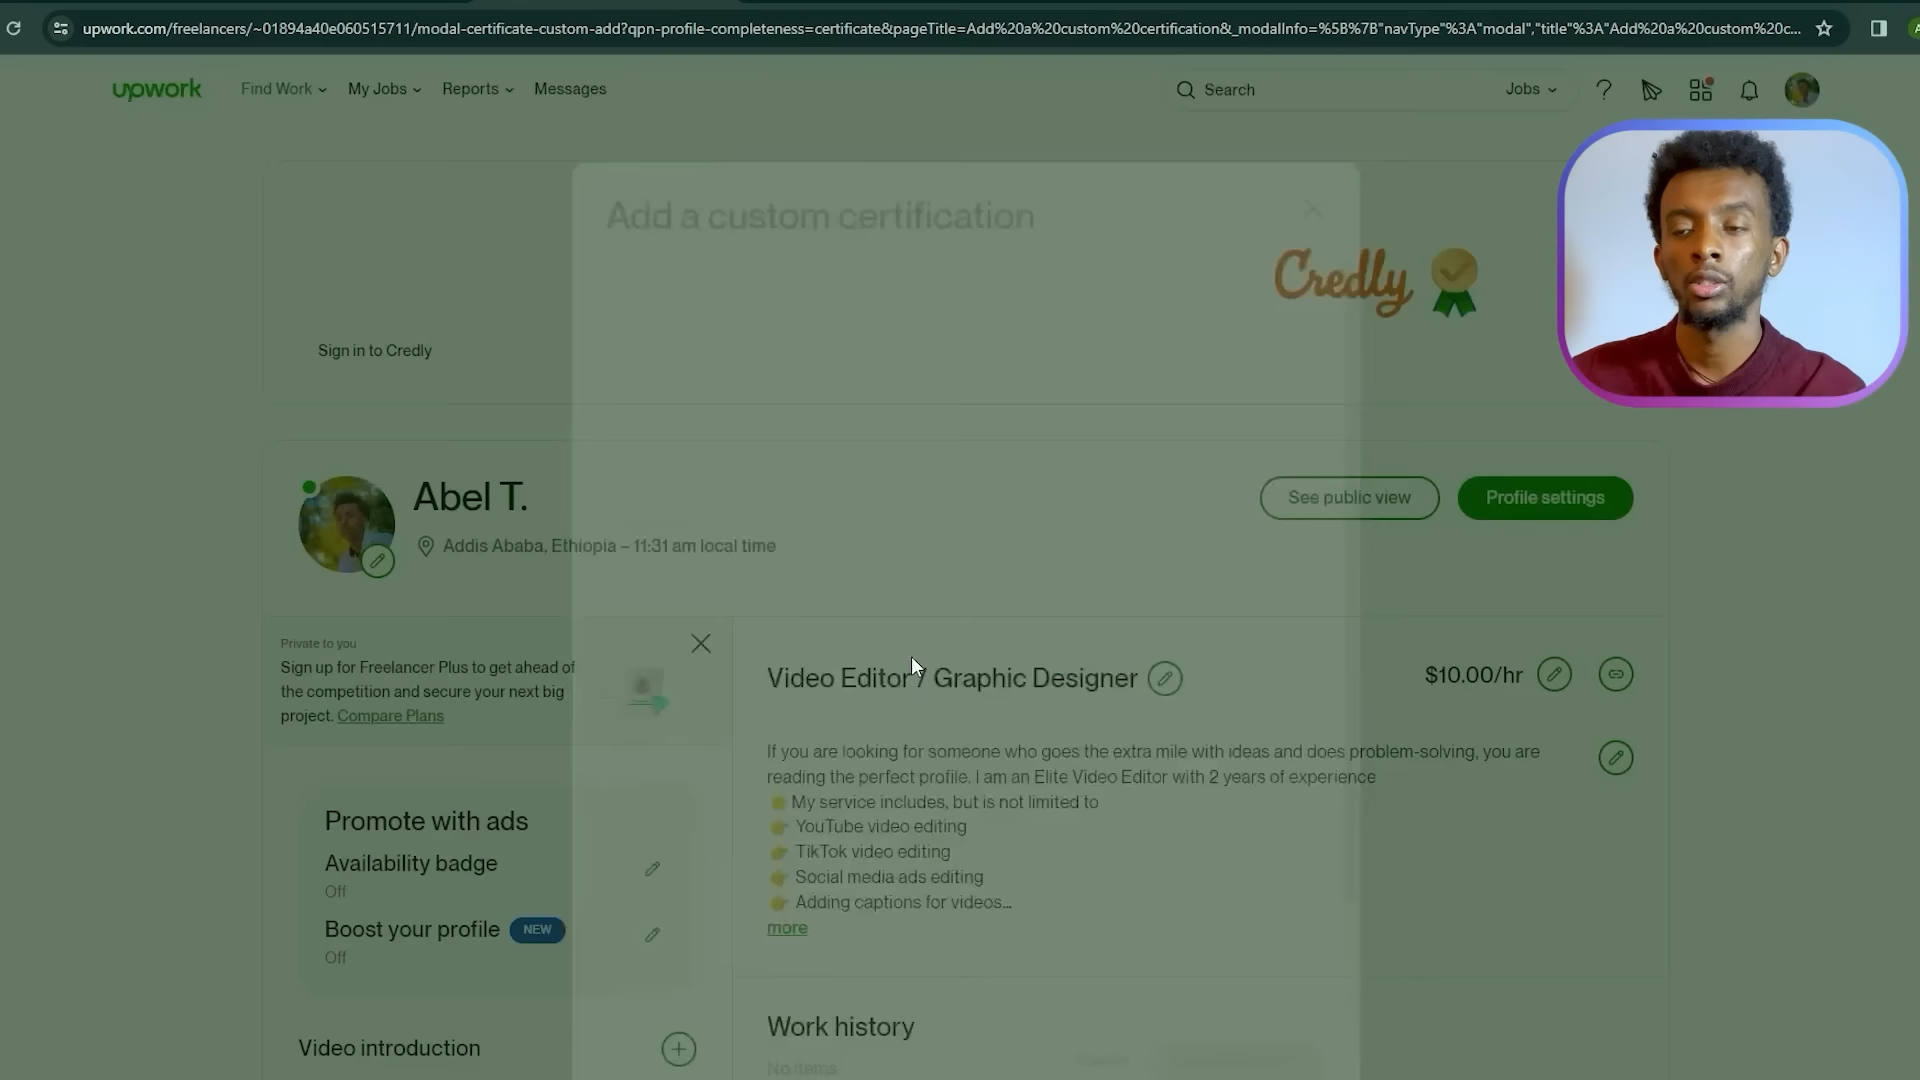 upwork.com/freelancers/~01894a40e060515711/modal-certificate-custom-add?qpn-profile-completeness=certificate&pageTitle=Add%20a%20custom%20certification&_modalInfo=%5B%7B"navType"%3A"modal","title"%3A"Add%20a%20custom%20c...
upwork Find Work My Jobs Reports Messages Search Jobs
Add a custom certification
Credly
Sign in to Credly
Abel T.
See public view Profile settings
Addis Ababa, Ethiopia – 11:31 am local time
Private to you
Sign up for Freelancer Plus to get ahead of
the competition and secure your next big
project. Compare Plans
Video Editor / Graphic Designer
$10.00/hr
If you are looking for someone who goes the extra mile with ideas and does problem-solving, you are
reading the perfect profile. I am an Elite Video Editor with 2 years of experience
My service includes, but is not limited to
YouTube video editing
TikTok video editing
Social media ads editing
Adding captions for videos...
more
Promote with ads
Availability badge
Off
Boost your profile NEW
Off
Video introduction
Work history
No items